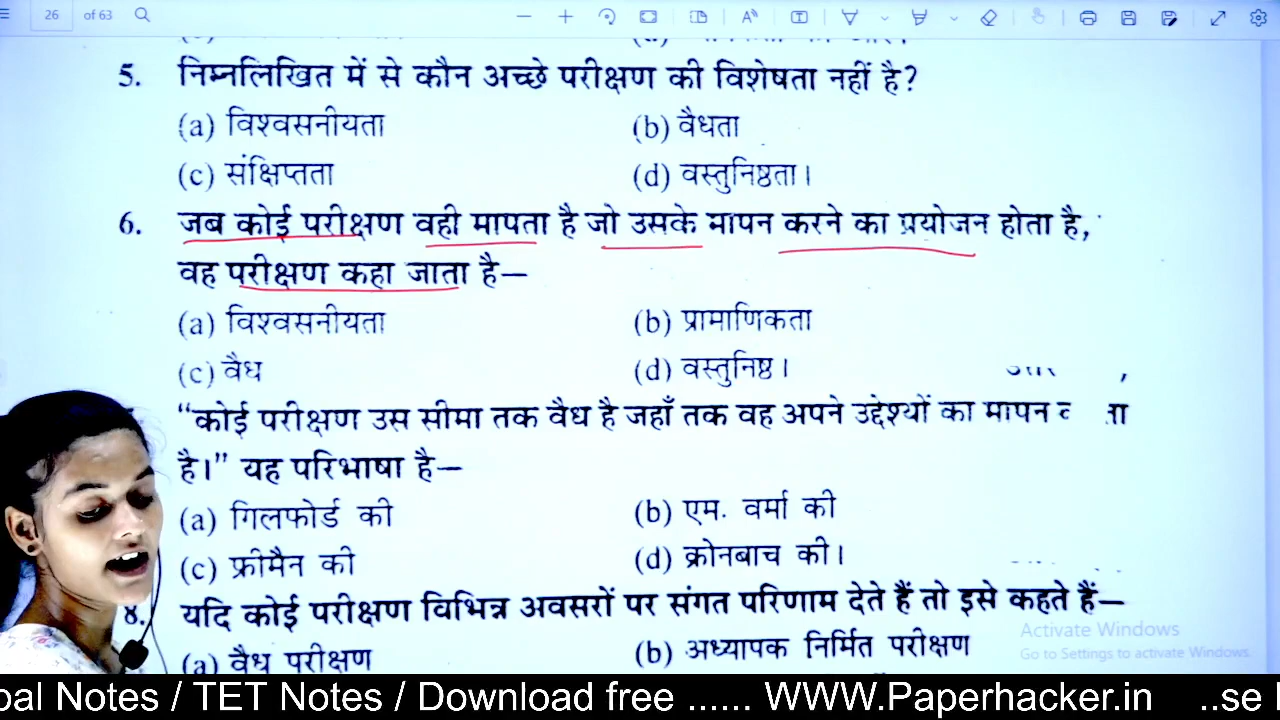 26 of 63
5. निम्नलिखित में से कौन अच्छे परीक्षण की विशेषता नहीं है?
(a) विश्वसनीयता (b) वैधता
(c) संक्षिप्तता (d) वस्तुनिष्ठता।
6. जब कोई परीक्षण वही मापता है जो उसके मापन करने का प्रयोजन होता है,
वह परीक्षण कहा जाता है—
(a) विश्वसनीयता (b) प्रामाणिकता
(c) वैध (d) वस्तुनिष्ठ।
“कोई परीक्षण उस सीमा तक वैध है जहाँ तक वह अपने उद्देश्यों का मापन
है।” यह परिभाषा है—
(a) गिलफोर्ड की (b) एम. वर्मा की
(c) फ्रीमैन की (d) क्रोनबाच की।
8. यदि कोई परीक्षण विभिन्न अवसरों पर संगत परिणाम देते हैं तो इसे कहते हैं—
(a) वैध परीक्षण (b) अध्यापक निर्मित परीक्षण
Activate Windows
Go to Settings to activate Windows.
pal Notes / TET Notes / Download free ...... WWW.Paperhacker.in ..se